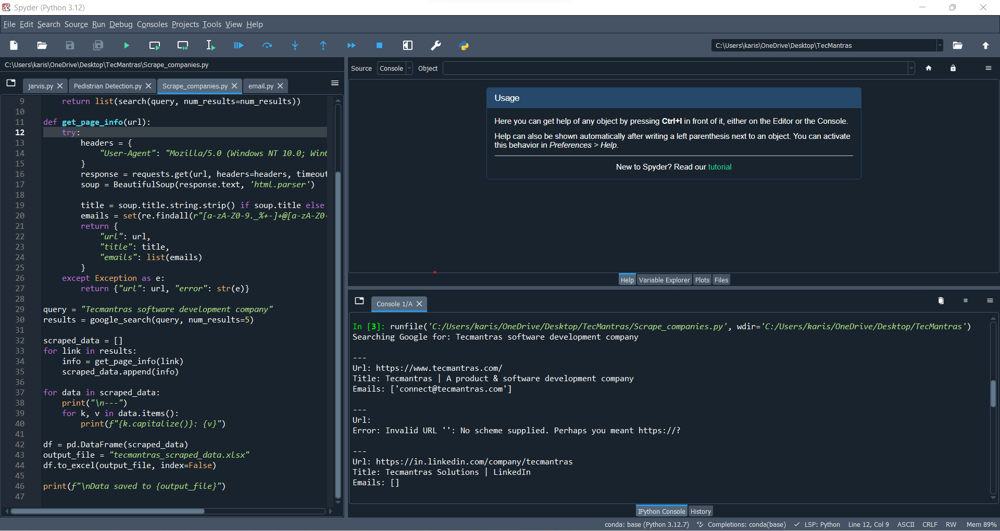 Spyder (Python 3.12)
File Edit Search Source Run Debug Consoles Projects Tools View Help
C:\Users\karis\OneDrive\Desktop\TecMantras
C:\Users\karis\OneDrive\Desktop\TecMantras\Scrape_companies.py
jarvis.py Pedistrian Detection.py Scrape_companies.py email.py
9 return list(search(query, num_results=num_results))
10
11 def get_page_info(url):
12 try:
13 headers = {
14 "User-Agent": "Mozilla/5.0 (Windows NT 10.0; Win6
15 }
16 response = requests.get(url, headers=headers, timeout
17 soup = BeautifulSoup(response.text, 'html.parser')
18
19 title = soup.title.string.strip() if soup.title else
20 emails = set(re.findall(r"[a-zA-Z0-9._%+-]+@[a-zA-Z0-
21 return {
22 "url": url,
23 "title": title,
24 "emails": list(emails)
25 }
26 except Exception as e:
27 return {"url": url, "error": str(e)}
28
29 query = "Tecmantras software development company"
30 results = google_search(query, num_results=5)
31
32 scraped_data = []
33 for link in results:
34 info = get_page_info(link)
35 scraped_data.append(info)
36
37 for data in scraped_data:
38 print("\n---")
39 for k, v in data.items():
40 print(f"{k.capitalize()}: {v}")
41
42 df = pd.DataFrame(scraped_data)
43 output_file = "tecmantras_scraped_data.xlsx"
44 df.to_excel(output_file, index=False)
45
46 print(f"\nData saved to {output_file}")
47
Source Console Object
Usage
Here you can get help of any object by pressing Ctrl+I in front of it, either on the Editor or the Console.
Help can also be shown automatically after writing a left parenthesis next to an object. You can activate
this behavior in Preferences > Help.
New to Spyder? Read our tutorial
Help Variable Explorer Plots Files
Console 1/A
In [3]: runfile('C:/Users/karis/OneDrive/Desktop/TecMantras/Scrape_companies.py', wdir='C:/Users/karis/OneDrive/Desktop/TecMantras')
Searching Google for: Tecmantras software development company
---
Url: https://www.tecmantras.com/
Title: Tecmantras | A product & software development company
Emails: ['connect@tecmantras.com']
---
Url:
Error: Invalid URL '': No scheme supplied. Perhaps you meant https://?
---
Url: https://in.linkedin.com/company/tecmantras
Title: Tecmantras Solutions | LinkedIn
Emails: []
IPython Console History
conda: base (Python 3.12.7) Completions: conda(base) LSP: Python Line 12, Col 9 ASCII CRLF RW Mem 89%